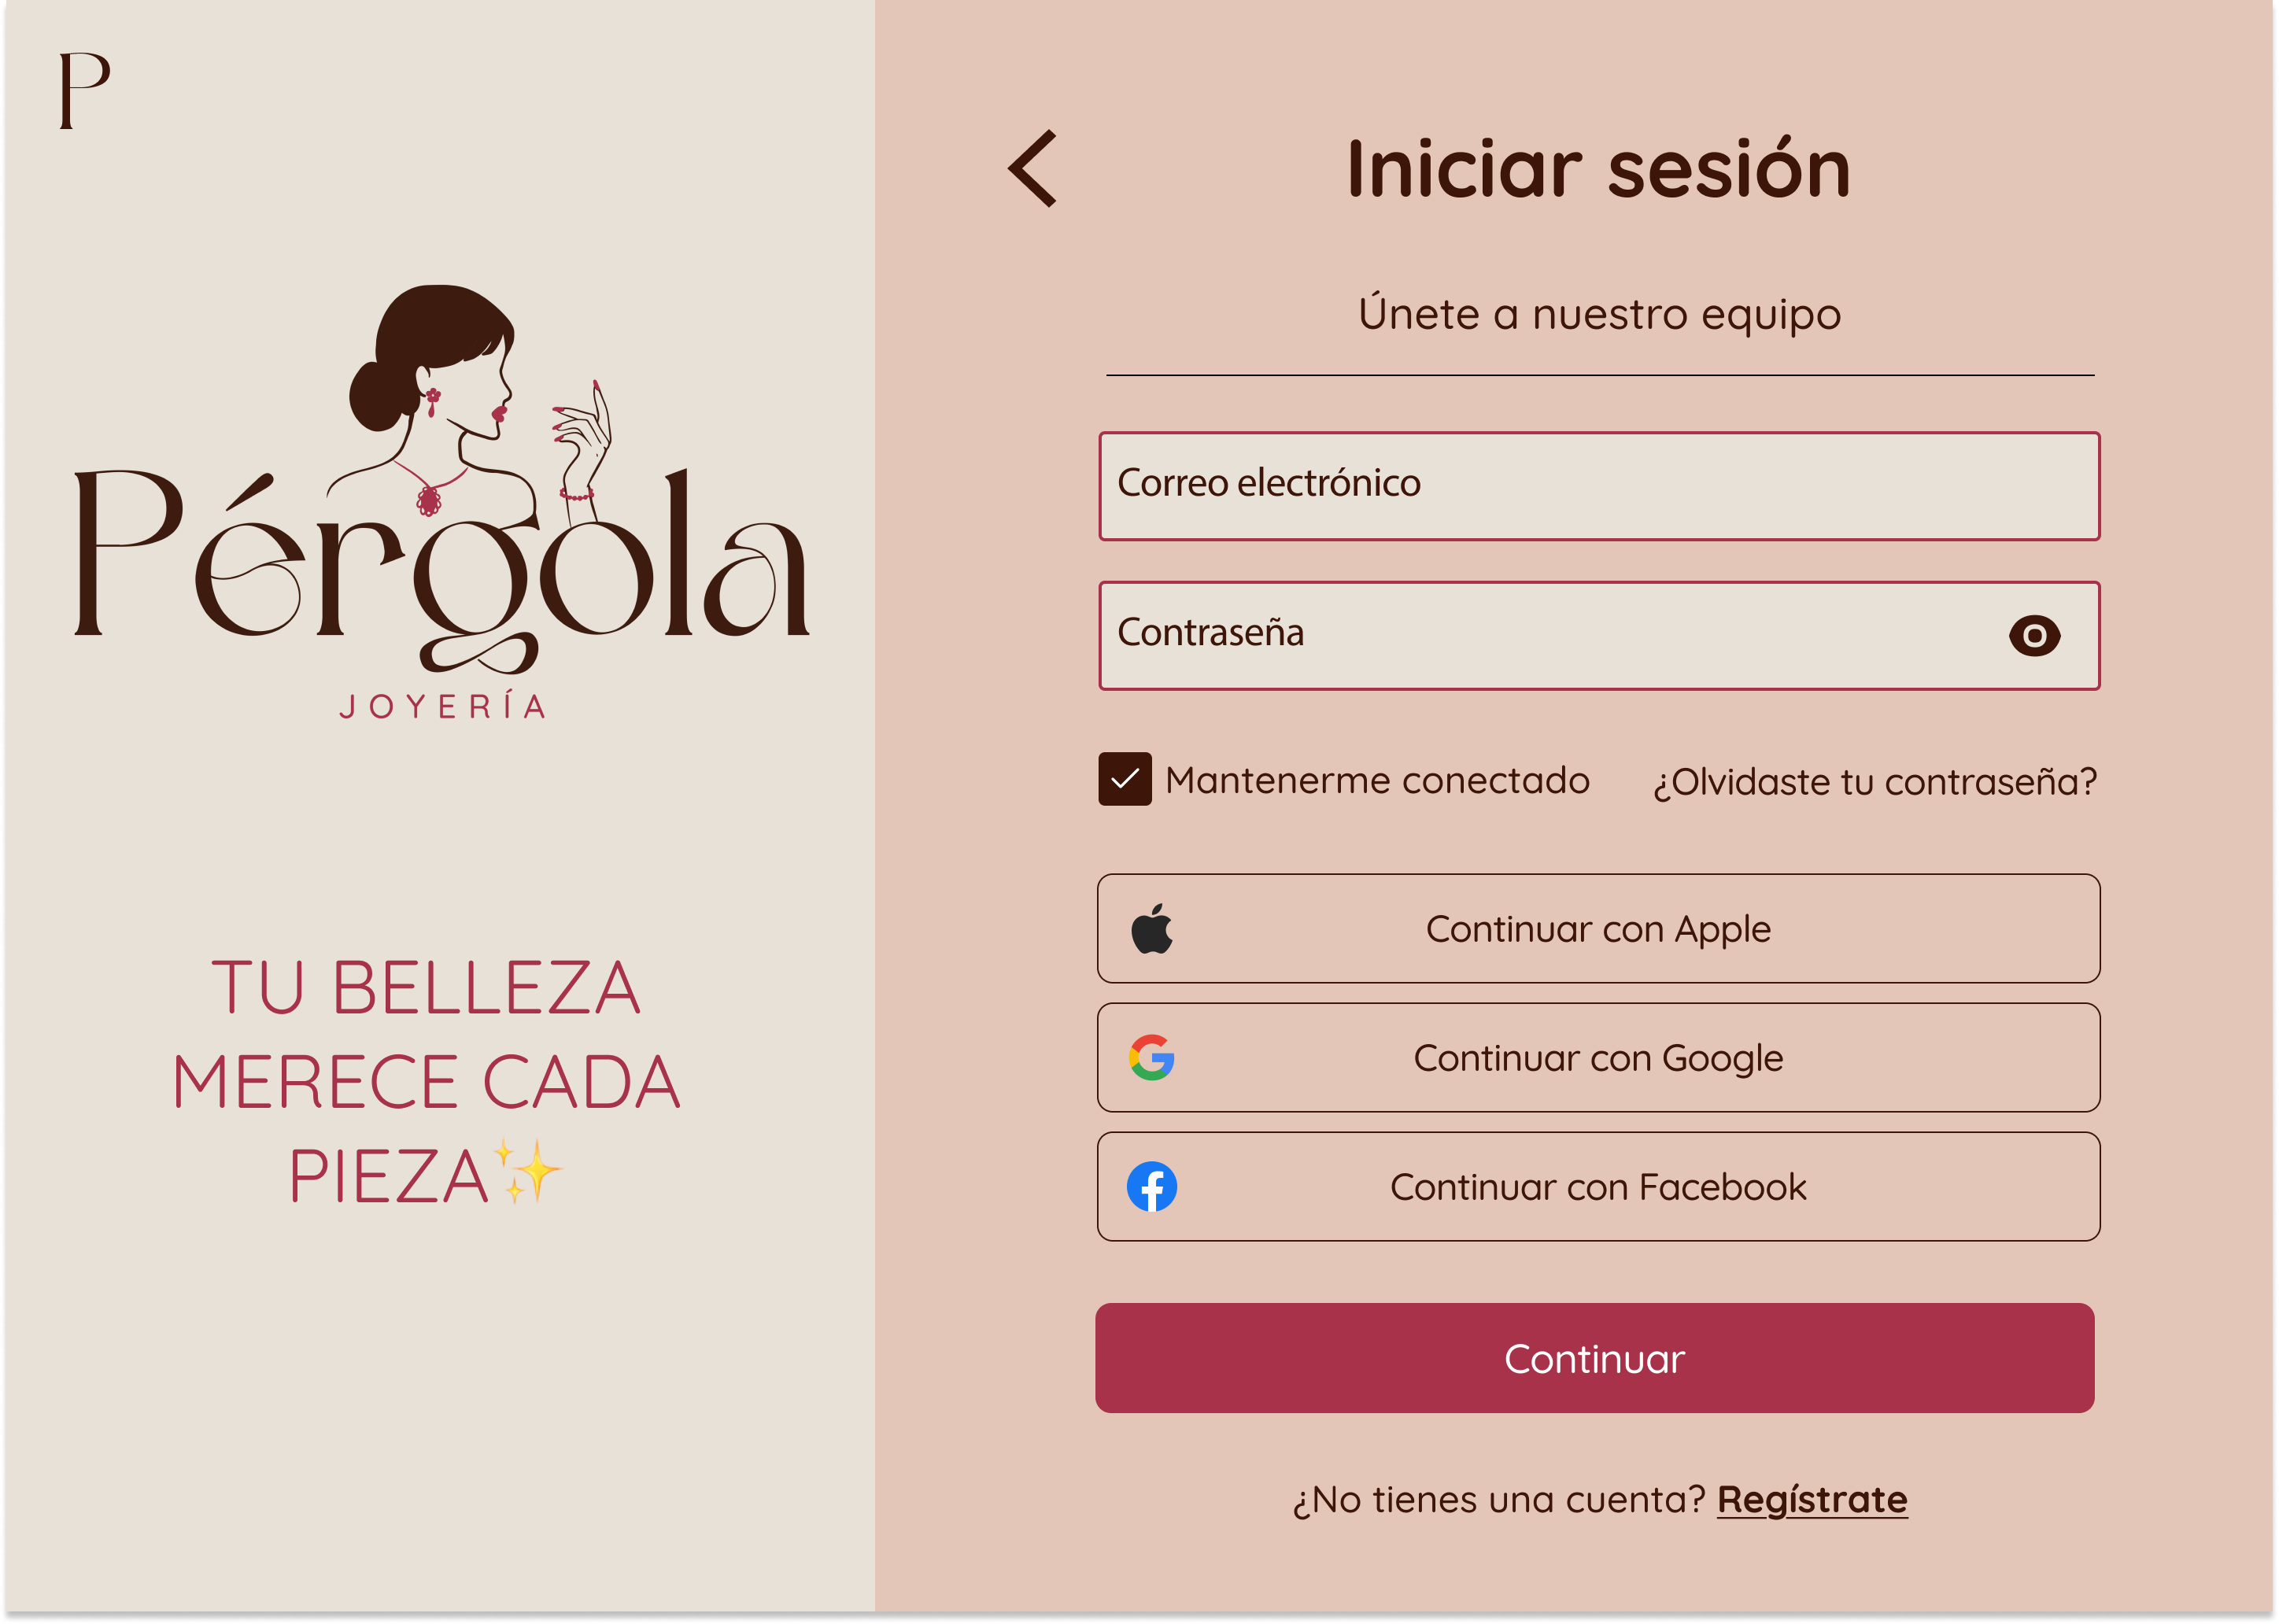 P
Pérgola
JOYERÍA
TU BELLEZA
MERECE CADA
PIEZA✨
Iniciar sesión
Únete a nuestro equipo
Correo electrónico
Contraseña
Mantenerme conectado
¿Olvidaste tu contraseña?
Continuar con Apple
Continuar con Google
Continuar con Facebook
Continuar
¿No tienes una cuenta? Regístrate